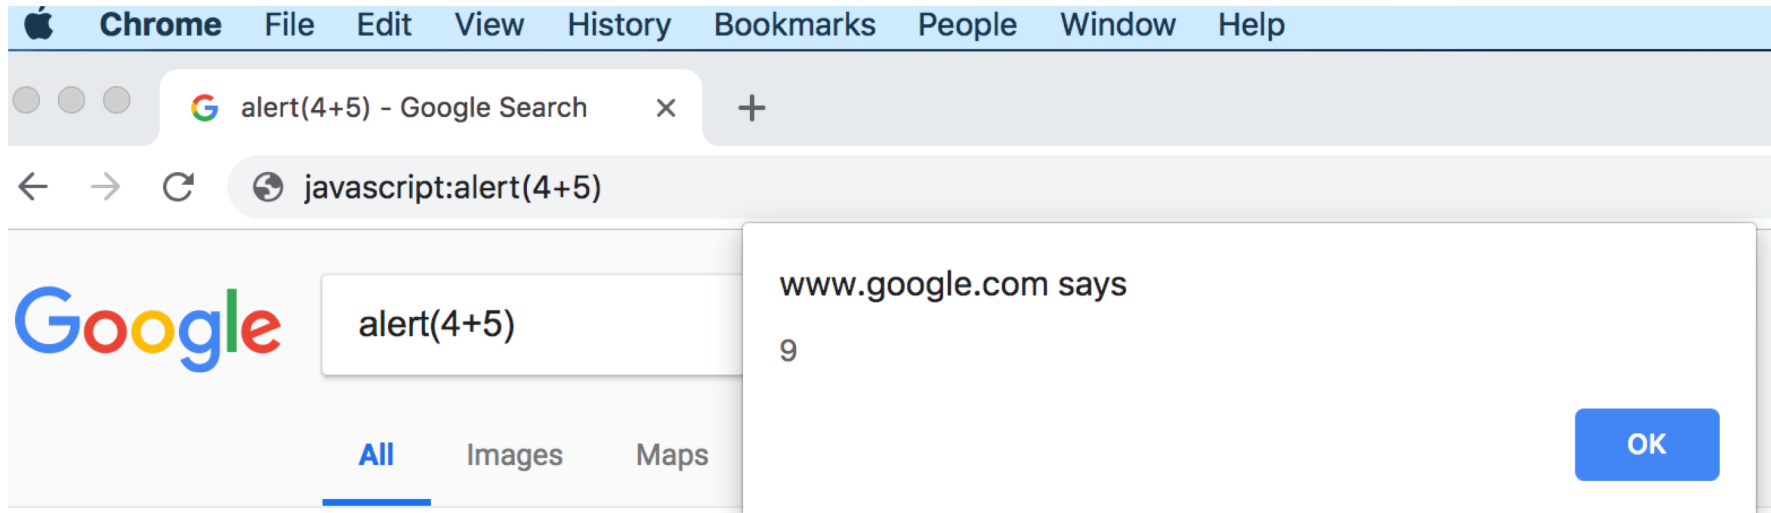 Chrome File Edit View History Bookmarks People Window Help
alert(4+5) - Google Search
javascript:alert(4+5)
Google alert(4+5)
www.google.com says
9
All Images Maps
OK